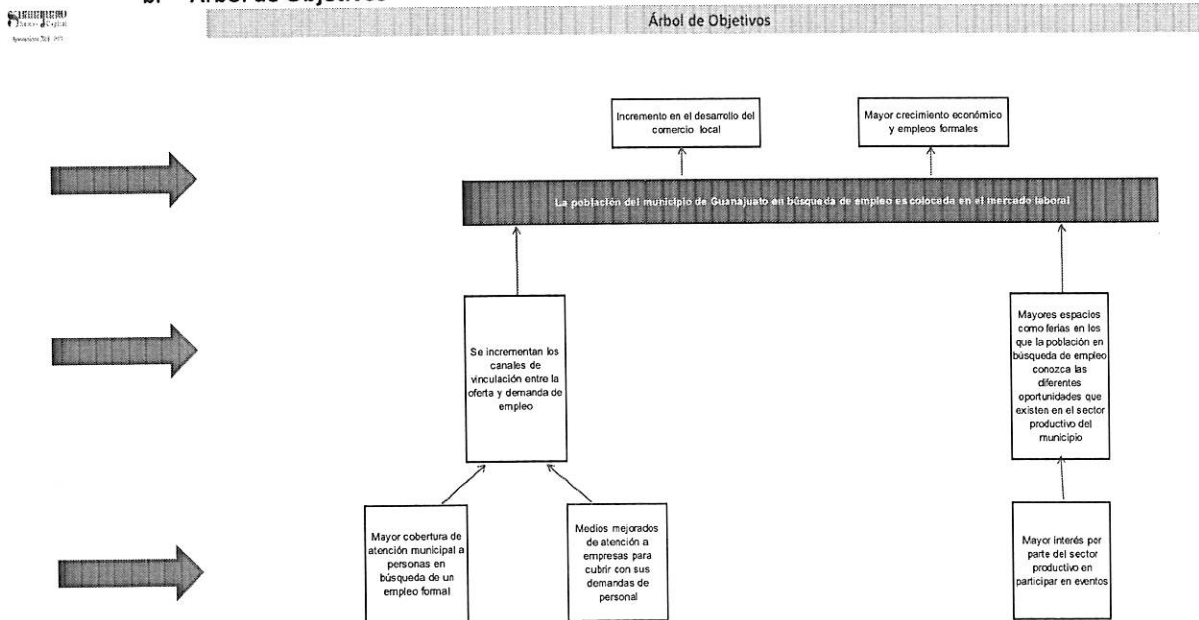 b. Árbol de Objetivos
Árbol de Objetivos
Incremento en el desarrollo del
comercio local
Mayor crecimiento económico
y empleos formales
La población del municipio de Guanajuato en búsqueda de empleo es colocada en el mercado laboral
Se incrementan los
canales de
vinculación entre la
oferta y demanda de
empleo
Mayores espacios
como ferias en los
que la población en
búsqueda de empleo
conozca las
diferentes
oportunidades que
existen en el sector
productivo del
municipio
Mayor cobertura de
atención municipal a
personas en
búsqueda de un
empleo formal
Medios mejorados
de atención a
empresas para
cubrir con sus
demandas de
personal
Mayor interés por
parte del sector
productivo en
participar en eventos